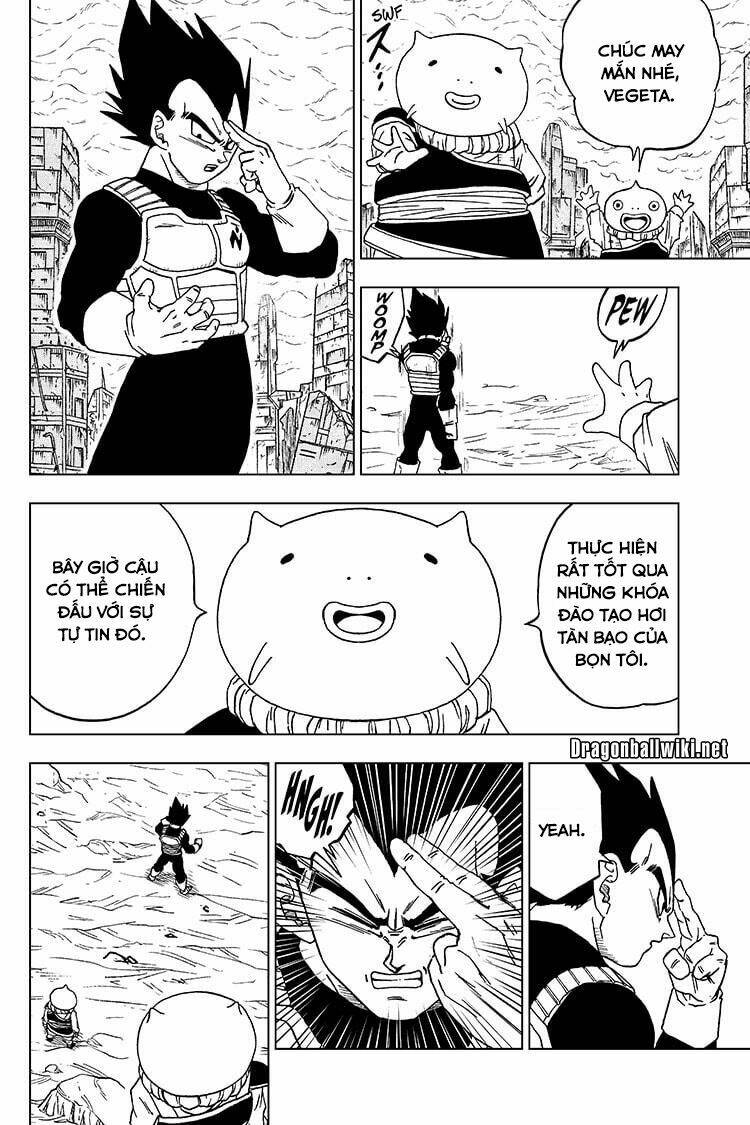 SWF
CHÚC MAY
MẮN NHÉ,
VEGETA.
PEW
WOOMP
THỰC HIỆN
RẤT TỐT QUA
NHỮNG KHÓA
ĐÀO TẠO HƠI
TÀN BẠO CỦA
BỌN TÔI.
BÂY GIỜ CẬU
CÓ THỂ CHIẾN
ĐẤU VỚI SỰ
TỰ TIN ĐÓ.
Dragonballwiki.net
YEAH.
HNGH!